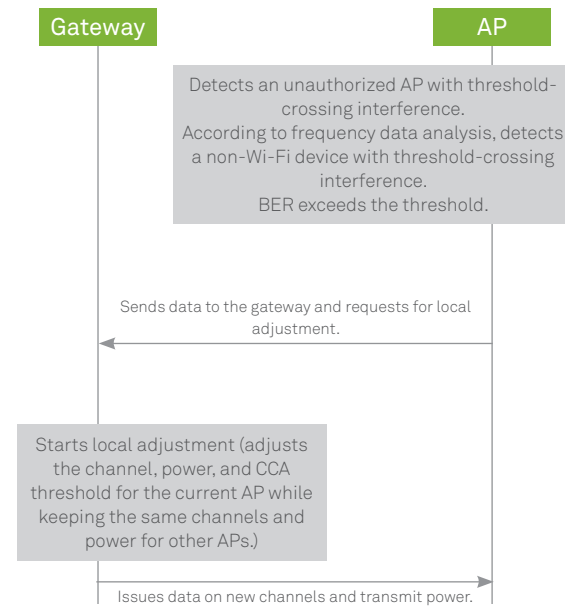 Gateway
AP
Detects an unauthorized AP with threshold-
crossing interference.
According to frequency data analysis, detects
a non-Wi-Fi device with threshold-crossing
interference.
BER exceeds the threshold.
Sends data to the gateway and requests for local
adjustment.
Starts local adjustment (adjusts
the channel, power, and CCA
threshold for the current AP while
keeping the same channels and
power for other APs.)
Issues data on new channels and transmit power.